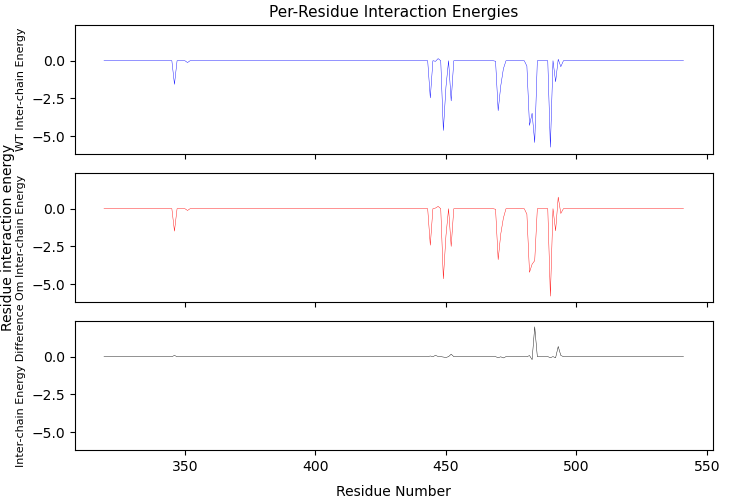 Per-Residue Interaction Energies
WT Inter-chain Energy
0.0
−2.5
−5.0
Residue interaction energy
Om Inter-chain Energy
0.0
−2.5
−5.0
Inter-chain Energy Difference
0.0
−2.5
−5.0
350
400
450
500
550
Residue Number